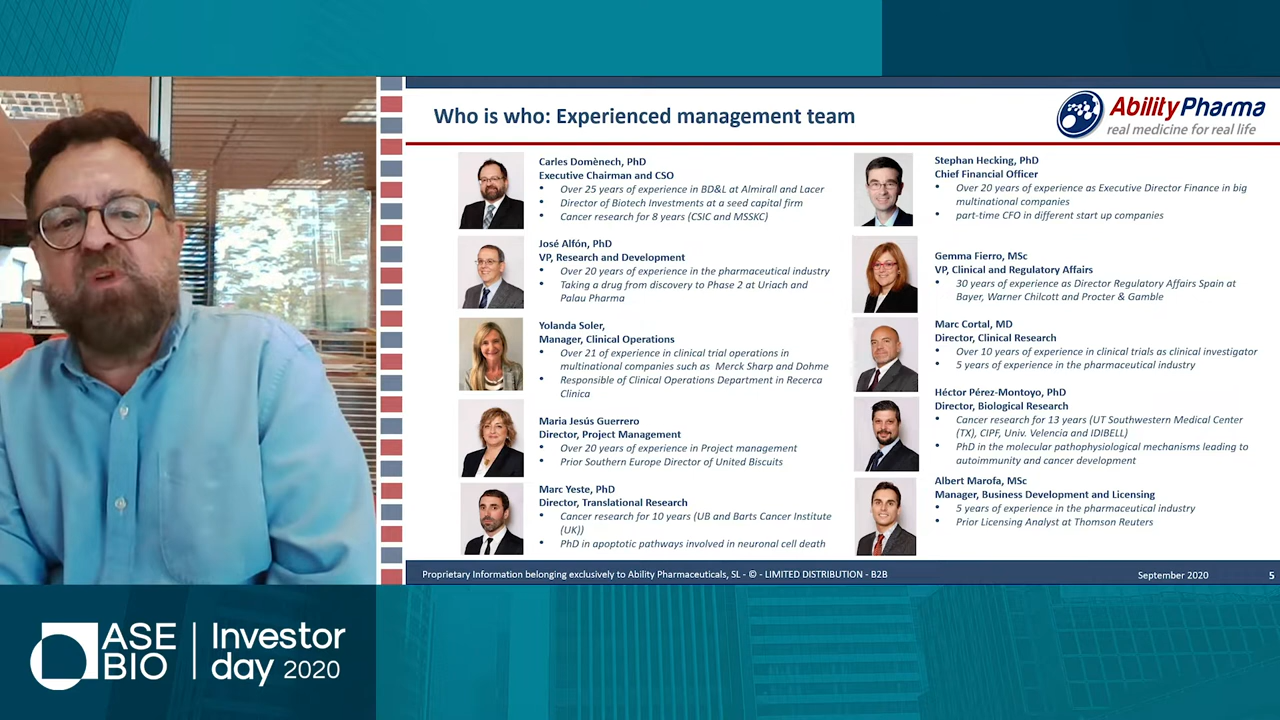 Who is who: Experienced management team
AbilityPharma
real medicine for real life
Carles Domènech, PhD
Executive Chairman and CSO
• Over 25 years of experience in BD&L at Almirall and Lacer
• Director of Biotech Investments at a seed capital firm
• Cancer research for 8 years (CSIC and MSSKC)
José Alfón, PhD
VP, Research and Development
• Over 20 years of experience in the pharmaceutical industry
• Taking a drug from discovery to Phase 2 at Uriach and
Palau Pharma
Yolanda Soler,
Manager, Clinical Operations
• Over 21 of experience in clinical trial operations in
multinational companies such as Merck Sharp and Dohme
• Responsible of Clinical Operations Department in Recerca
Clinica
Maria Jesús Guerrero
Director, Project Management
• Over 20 years of experience in Project management
• Prior Southern Europe Director of United Biscuits
Marc Yeste, PhD
Director, Translational Research
• Cancer research for 10 years (UB and Barts Cancer Institute
(UK))
• PhD in apoptotic pathways involved in neuronal cell death
Stephan Hecking, PhD
Chief Financial Officer
• Over 20 years of experience as Executive Director Finance in big
multinational companies
• part-time CFO in different start up companies
Gemma Fierro, MSc
VP, Clinical and Regulatory Affairs
• 30 years of experience as Director Regulatory Affairs Spain at
Bayer, Warner Chilcott and Procter & Gamble
Marc Cortal, MD
Director, Clinical Research
• Over 10 years of experience in clinical trials as clinical investigator
• 5 years of experience in the pharmaceutical industry
Héctor Pérez-Montoyo, PhD
Director, Biological Research
• Cancer research for 13 years (UT Southwestern Medical Center
(TX), CIPF, Univ. Velencia and IDIBELL)
• PhD in the molecular pathophysiological mechanisms leading to
autoimmunity and cancer development
Albert Marofa, MSc
Manager, Business Development and Licensing
• 5 years of experience in the pharmaceutical industry
• Prior Licensing Analyst at Thomson Reuters
Proprietary Information belonging exclusively to Ability Pharmaceuticals, SL - © - LIMITED DISTRIBUTION - B2B
September 2020
5
ASE
BIO
Investor
day 2020